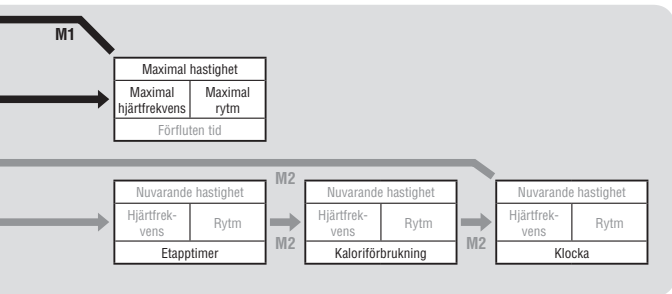 M1
Maximal hastighet
Maximal
hjärtfrekvens
Maximal
rytm
Förfluten tid
M2
Nuvarande hastighet
Hjärtfrek-
vens
Rytm
Etapptimer
M2
Nuvarande hastighet
Hjärtfrek-
vens
Rytm
Kaloriförbrukning
M2
Nuvarande hastighet
Hjärtfrek-
vens
Rytm
Klocka